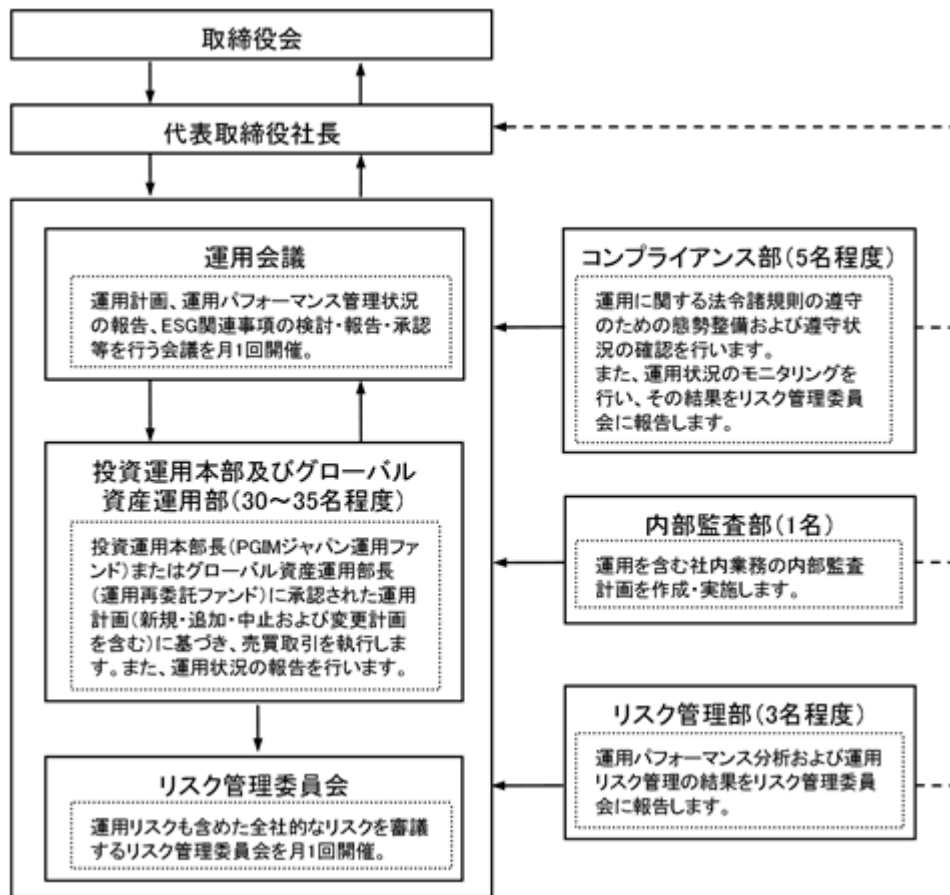 取締役会
代表取締役社長
運用会議
運用計画、運用パフォーマンス管理状況
の報告、ESG関連事項の検討・報告・承認
等を行う会議を月1回開催。
投資運用本部及びグローバル
資産運用部(30～35名程度)
投資運用本部長(PGIMジャパン運用ファ
ンド)またはグローバル資産運用部長
(運用再委託ファンド)に承認された運用
計画(新規・追加・中止および変更計画
を含む)に基づき、売買取引を執行しま
す。また、運用状況の報告を行います。
リスク管理委員会
運用リスクも含めた全社的なリスクを審議
するリスク管理委員会を月1回開催。
コンプライアンス部(5名程度)
運用に関する法令諸規則の遵守
のための態勢整備および遵守状
況の確認を行います。
また、運用状況のモニタリングを
行い、その結果をリスク管理委員
会に報告します。
内部監査部(1名)
運用を含む社内業務の内部監査
計画を作成・実施します。
リスク管理部(3名程度)
運用パフォーマンス分析および運用
リスク管理の結果をリスク管理委員
会に報告します。